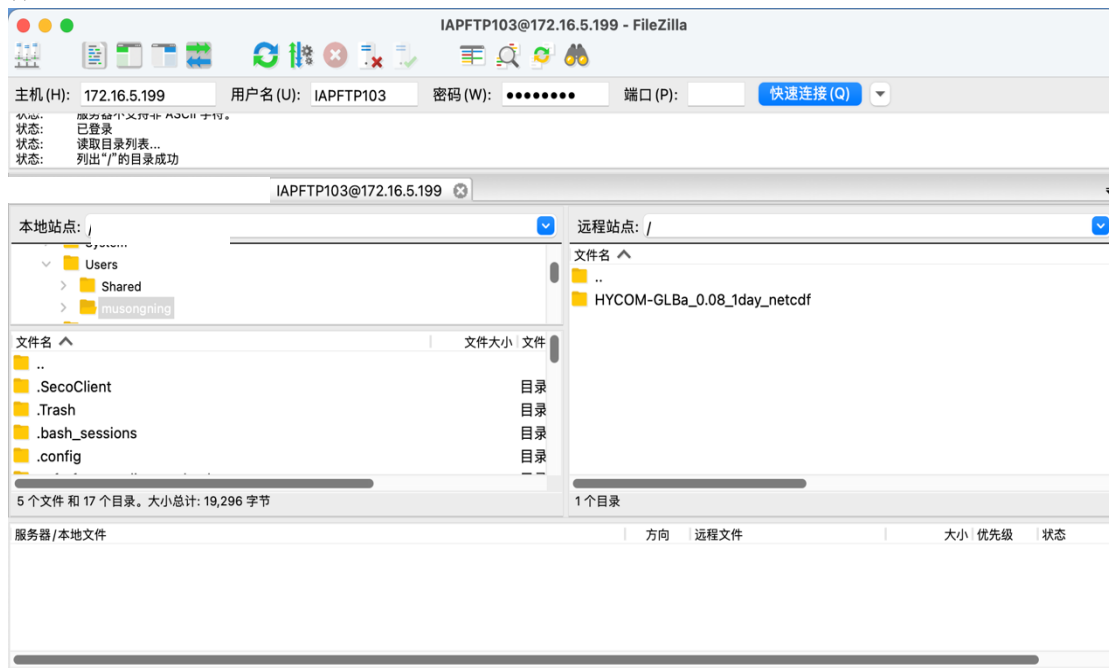 IAPFTP103@172.16.5.199 - FileZilla
主机(H): 172.16.5.199 用户名(U): IAPFTP103 密码(W): ●●●●●●●● 端口(P): 快速连接(Q)
状态: 服务器不支持非 ASCII 字符。
状态: 已登录
状态: 读取目录列表...
状态: 列出“/”的目录成功
IAPFTP103@172.16.5.199
本地站点: /
System
Users
Shared
musongning
文件名 文件大小 文件
..
.SecoClient 目录
.Trash 目录
.bash_sessions 目录
.config 目录
5 个文件 和 17 个目录。大小总计: 19,296 字节
远程站点: /
文件名
..
HYCOM-GLBa_0.08_1day_netcdf
1 个目录
服务器/本地文件 方向 远程文件 大小 优先级 状态